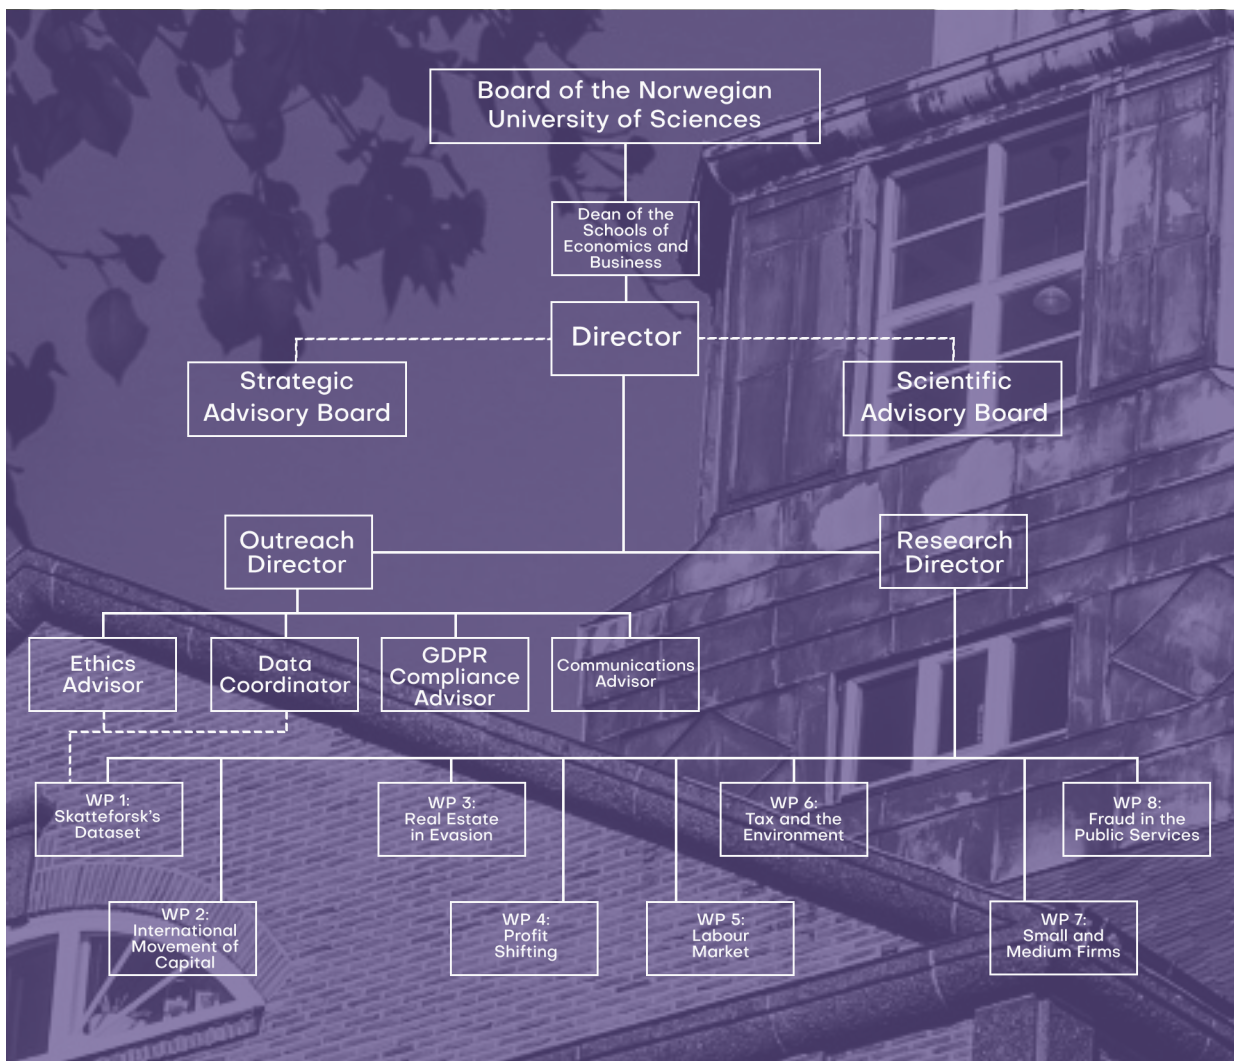 Board of the Norwegian
University of Sciences
Dean of the
Schools of
Economics and
Business
Director
Strategic
Advisory Board
Scientific
Advisory Board
Outreach
Director
Research
Director
Ethics
Advisor
Data
Coordinator
GDPR
Compliance
Advisor
Communications
Advisor
WP 1:
Skatteforsk's
Dataset
WP 3:
Real Estate
in Evasion
WP 6:
Tax and the
Environment
WP 8:
Fraud in the
Public Services
WP 2:
International
Movement of
Capital
WP 4:
Profit
Shifting
WP 5:
Labour
Market
WP 7:
Small and
Medium Firms